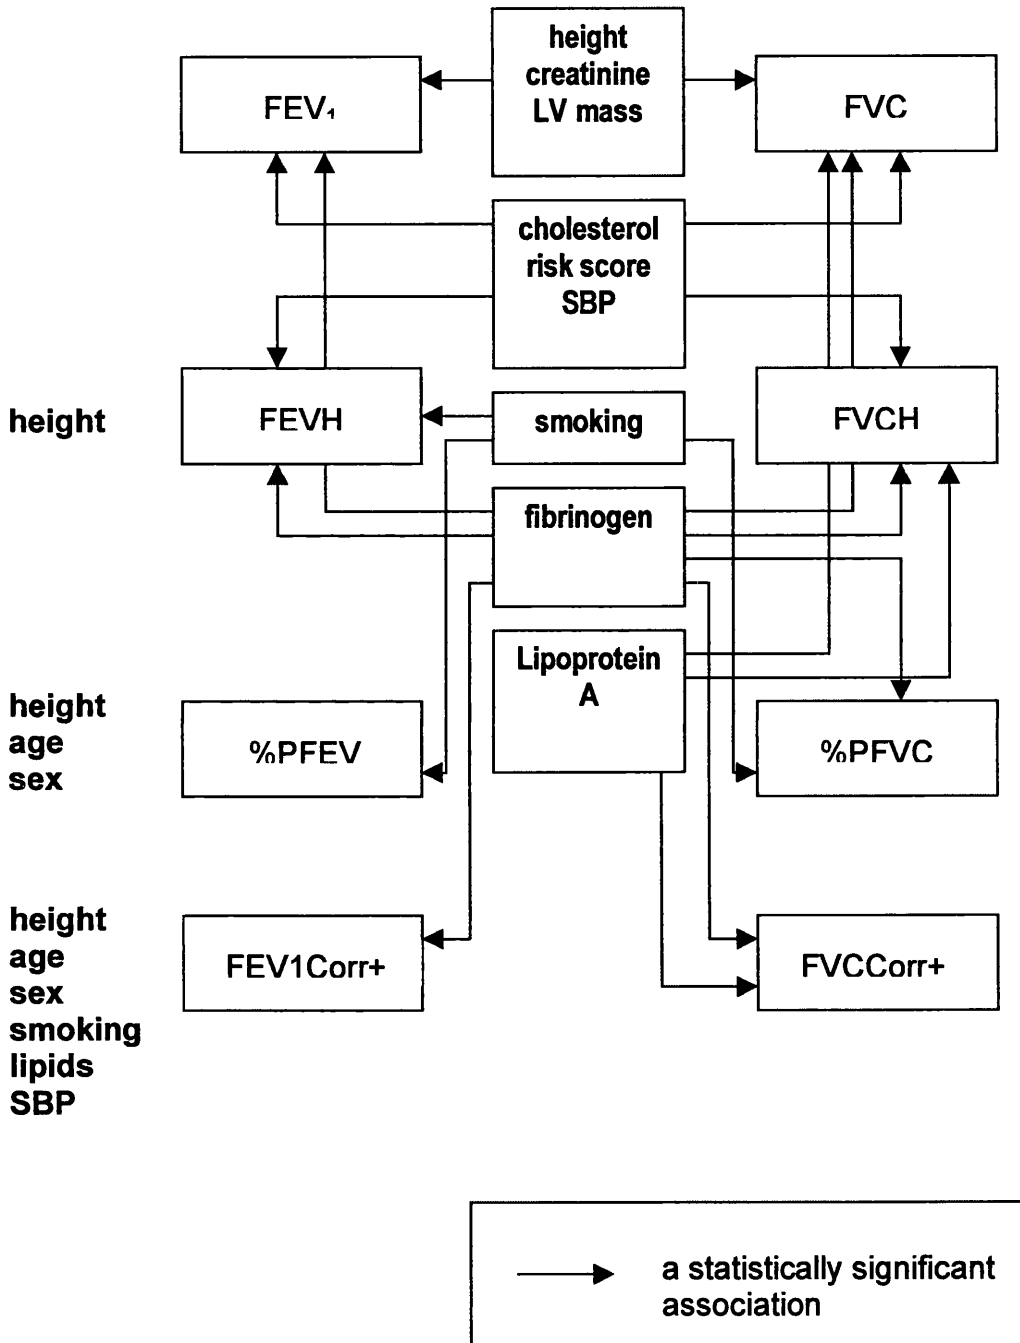 height
creatinine
LV mass
FEV₁
FVC
cholesterol
risk score
SBP
height
FEVH
smoking
FVCH
fibrinogen
Lipoprotein
A
height
age
sex
%PFEV
%PFVC
height
age
sex
smoking
lipids
SBP
FEV1Corr+
FVCCorr+
a statistically significant
association